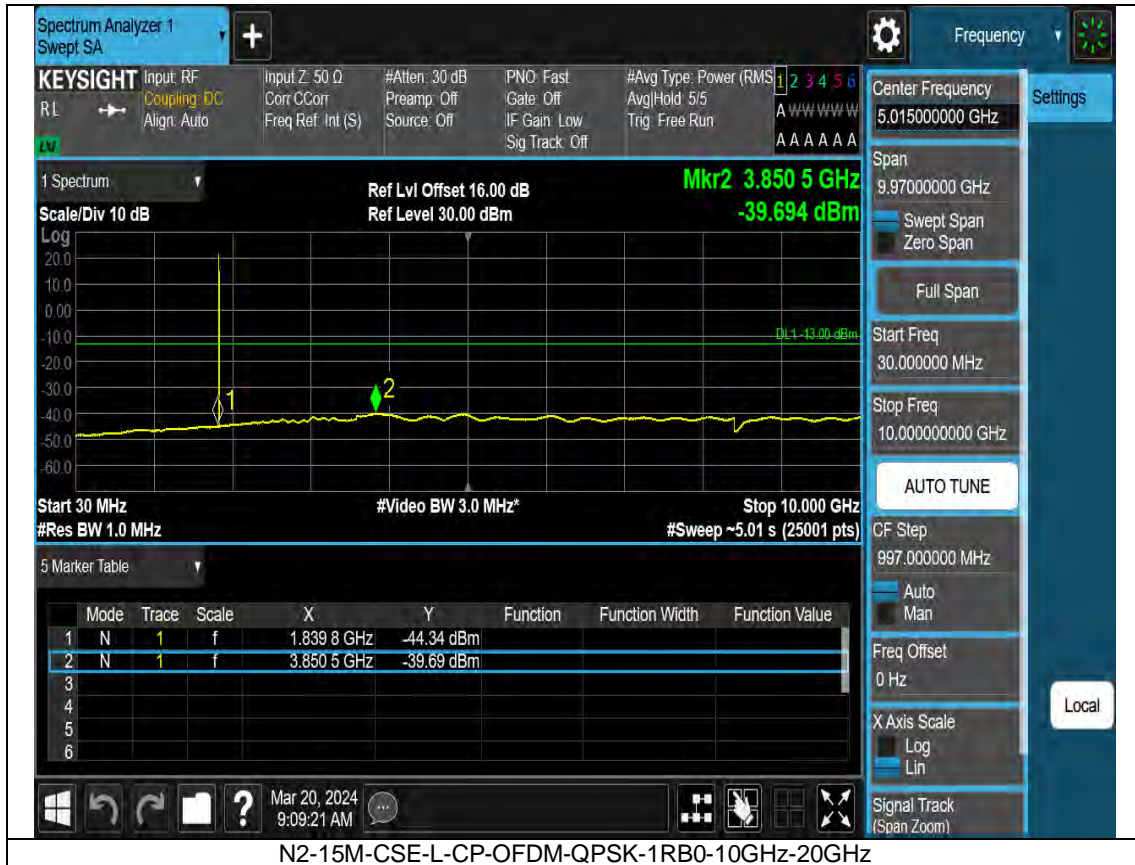 Spectrum Analyzer 1
Swept SA
Frequency
KEYSIGHT
RL
LXI
Input: RF
Coupling: DC
Align: Auto
Input Z: 50 Ω
Corr CCorr
Freq Ref: Int (S)
#Atten: 30 dB
Preamp: Off
Source: Off
PNO: Fast
Gate: Off
IF Gain: Low
Sig Track: Off
#Avg Type: Power (RMS
Avg|Hold: 5/5
Trig: Free Run
1 2 3 4 5 6
A W W W W W
A A A A A A
1 Spectrum
Scale/Div 10 dB
Ref Lvl Offset 16.00 dB
Ref Level 30.00 dBm
Mkr2 3.850 5 GHz
-39.694 dBm
Log
20.0
10.0
0.00
-10.0
-20.0
-30.0
-40.0
-50.0
-60.0
DL1 -13.00 dBm
1
2
Start 30 MHz
#Video BW 3.0 MHz*
Stop 10.000 GHz
#Res BW 1.0 MHz
#Sweep ~5.01 s (25001 pts)
5 Marker Table
Mode Trace Scale X Y Function Function Width Function Value
1 N 1 f 1.839 8 GHz -44.34 dBm
2 N 1 f 3.850 5 GHz -39.69 dBm
3
4
5
6
Center Frequency
5.015000000 GHz
Settings
Span
9.97000000 GHz
Swept Span
Zero Span
Full Span
Start Freq
30.000000 MHz
Stop Freq
10.000000000 GHz
AUTO TUNE
CF Step
997.000000 MHz
Auto
Man
Freq Offset
0 Hz
X Axis Scale
Log
Lin
Local
Signal Track
(Span Zoom)
?
Mar 20, 2024
9:09:21 AM
N2-15M-CSE-L-CP-OFDM-QPSK-1RB0-10GHz-20GHz